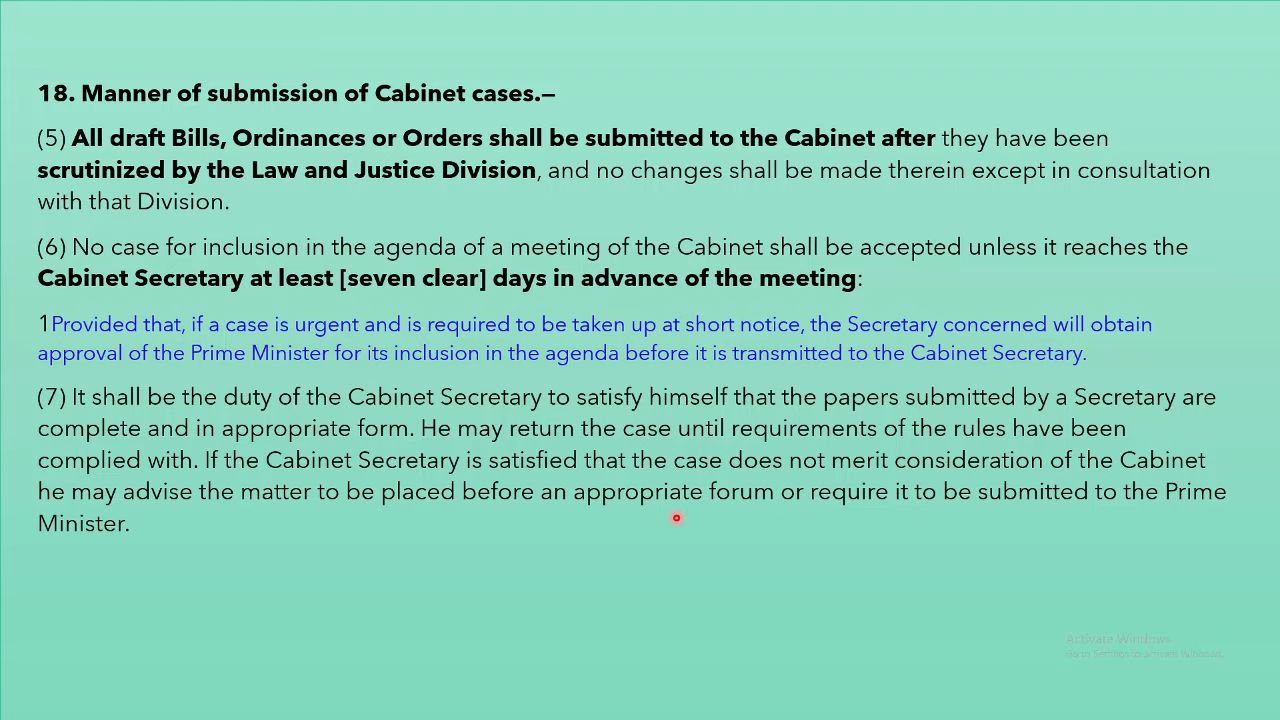 18. Manner of submission of Cabinet cases.—
(5) All draft Bills, Ordinances or Orders shall be submitted to the Cabinet after they have been
scrutinized by the Law and Justice Division, and no changes shall be made therein except in consultation
with that Division.
(6) No case for inclusion in the agenda of a meeting of the Cabinet shall be accepted unless it reaches the
Cabinet Secretary at least [seven clear] days in advance of the meeting:
1Provided that, if a case is urgent and is required to be taken up at short notice, the Secretary concerned will obtain
approval of the Prime Minister for its inclusion in the agenda before it is transmitted to the Cabinet Secretary.
(7) It shall be the duty of the Cabinet Secretary to satisfy himself that the papers submitted by a Secretary are
complete and in appropriate form. He may return the case until requirements of the rules have been
complied with. If the Cabinet Secretary is satisfied that the case does not merit consideration of the Cabinet
he may advise the matter to be placed before an appropriate forum or require it to be submitted to the Prime
Minister.
Activate Windows
Go to Settings to activate Windows.